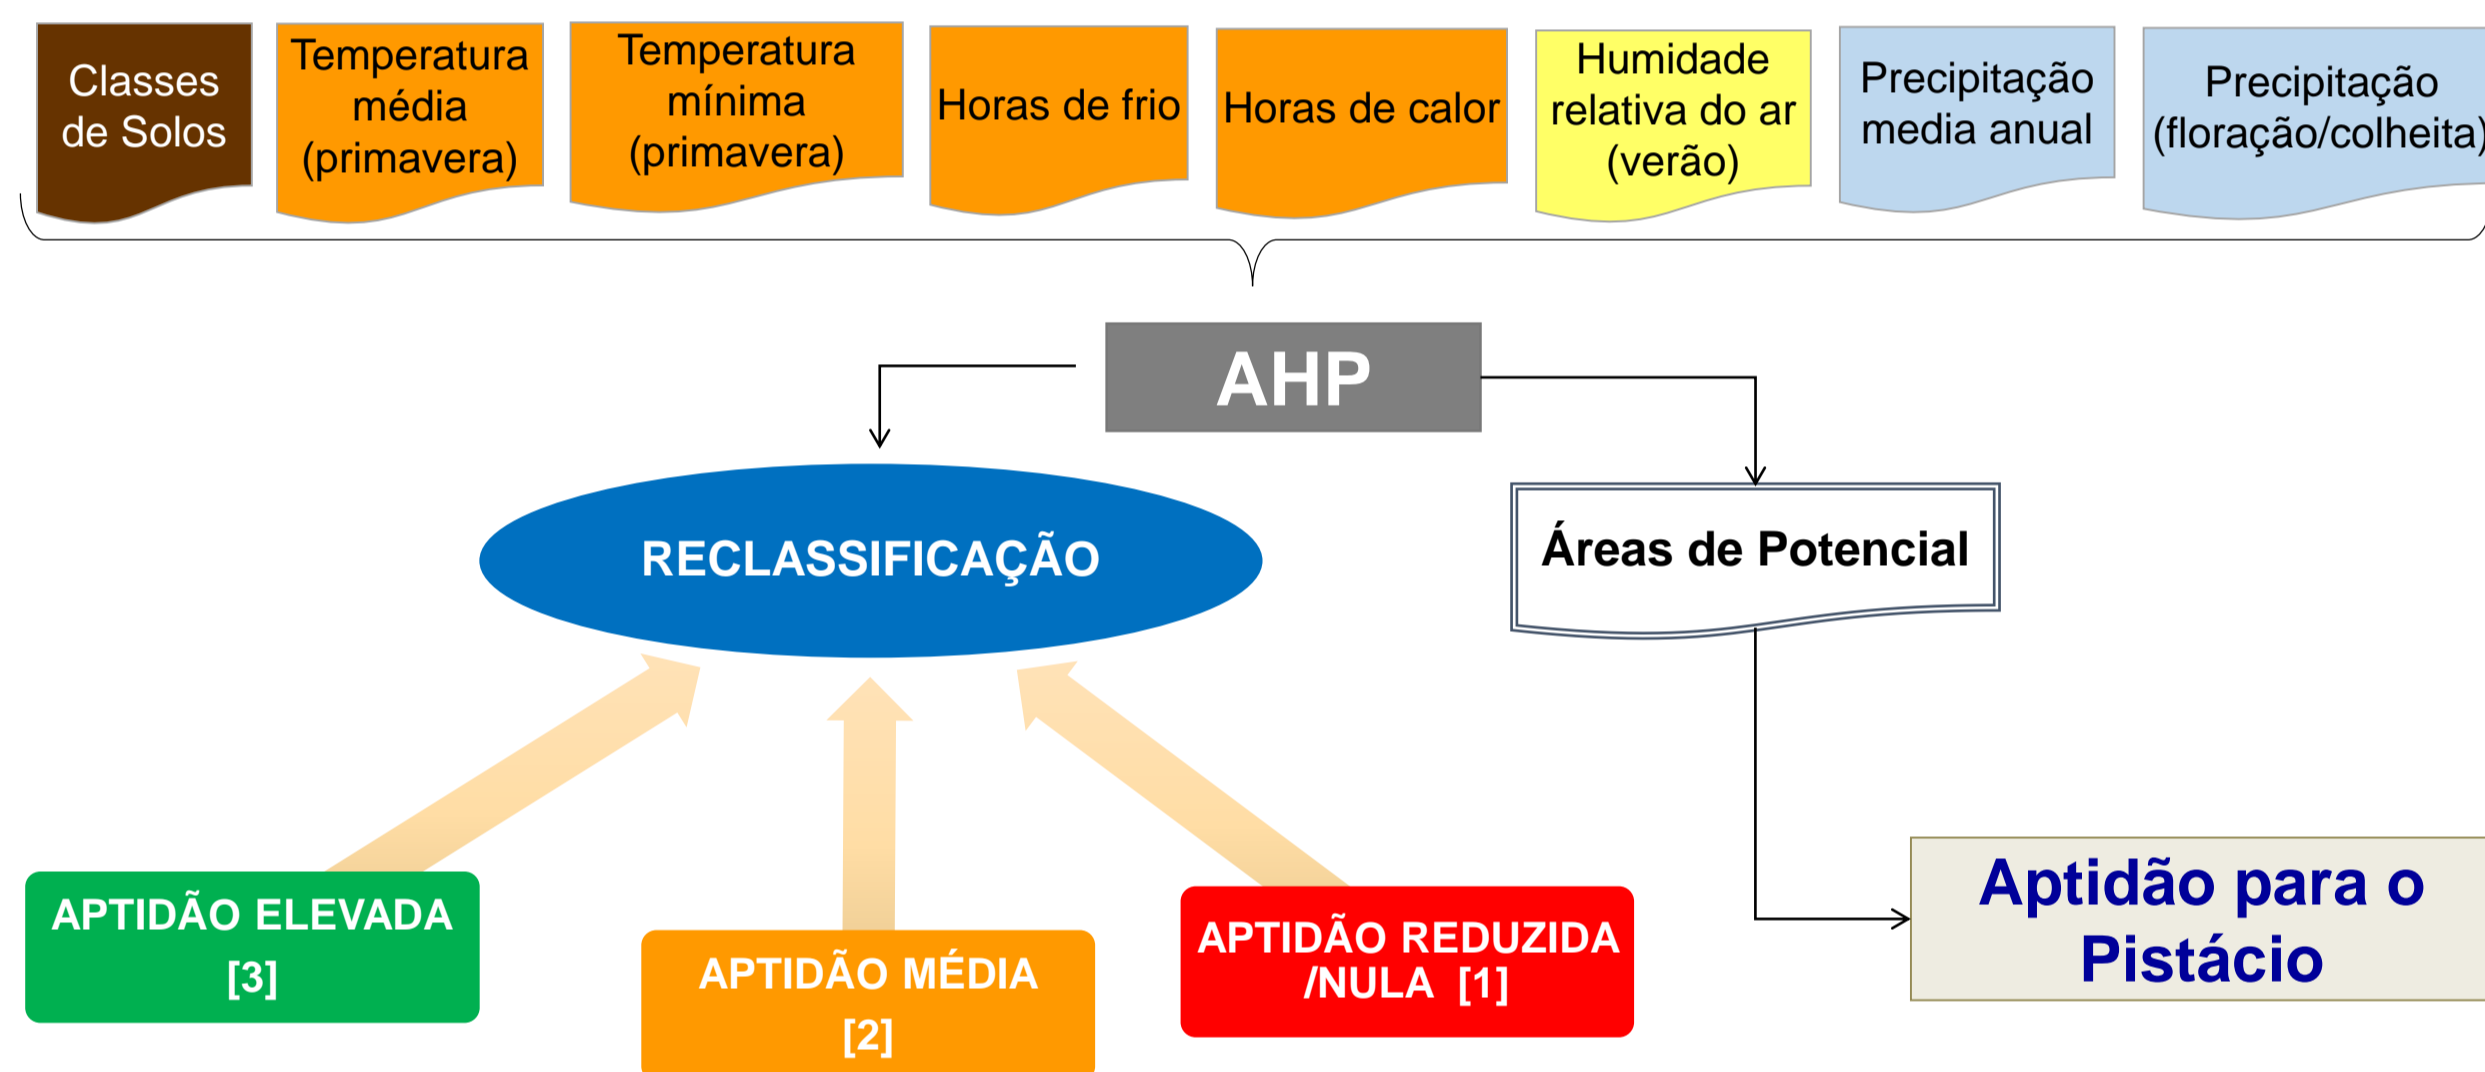 Classes
de Solos
Temperatura
média
(primavera)
Temperatura
mínima
(primavera)
Horas de frio
Horas de calor
Humidade
relativa do ar
(verão)
Precipitação
media anual
Precipitação
(floração/colheita)
AHP
RECLASSIFICAÇÃO
Áreas de Potencial
APTIDÃO ELEVADA
[3]
APTIDÃO MÉDIA
[2]
APTIDÃO REDUZIDA
/NULA [1]
Aptidão para o
Pistácio